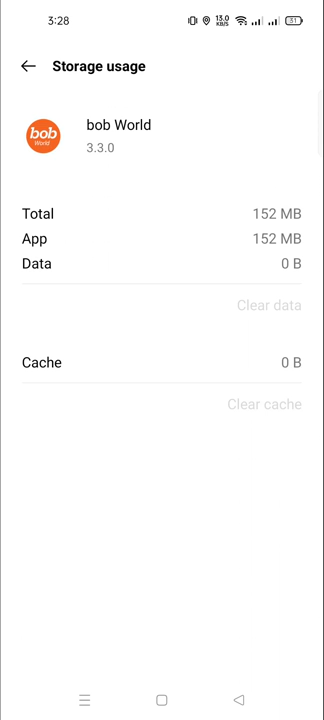 3:28
13.0
KB/S
31
Storage usage
bob
World
bob World
3.3.0
Total 152 MB
App 152 MB
Data 0 B
Clear data
Cache 0 B
Clear cache